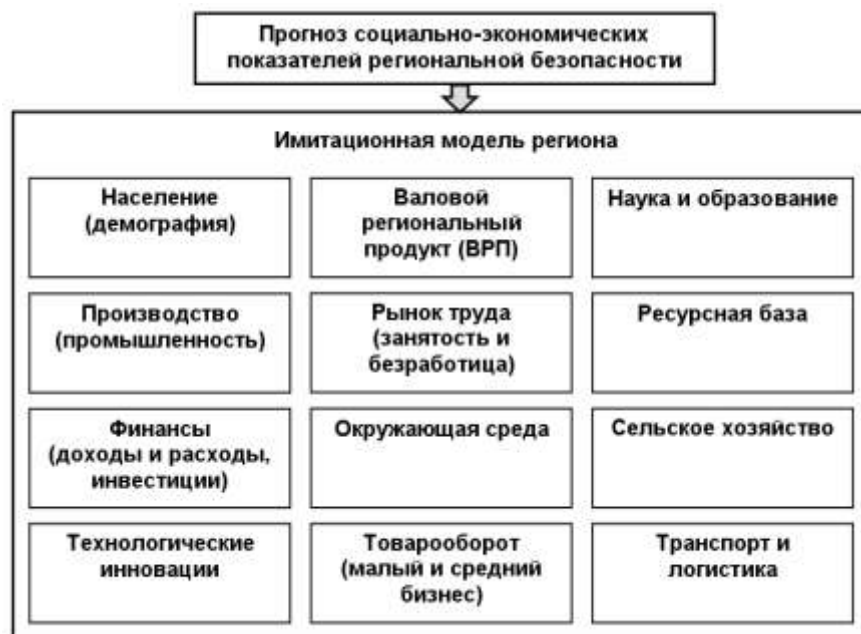 Прогноз социально-экономических
показателей региональной безопасности
Имитационная модель региона
Население
(демография)
Валовой
региональный
продукт (ВРП)
Наука и образование
Производство
(промышленность)
Рынок труда
(занятость и
безработица)
Ресурсная база
Финансы
(доходы и расходы,
инвестиции)
Окружающая среда
Сельское хозяйство
Технологические
инновации
Товарооборот
(малый и средний
бизнес)
Транспорт и
логистика